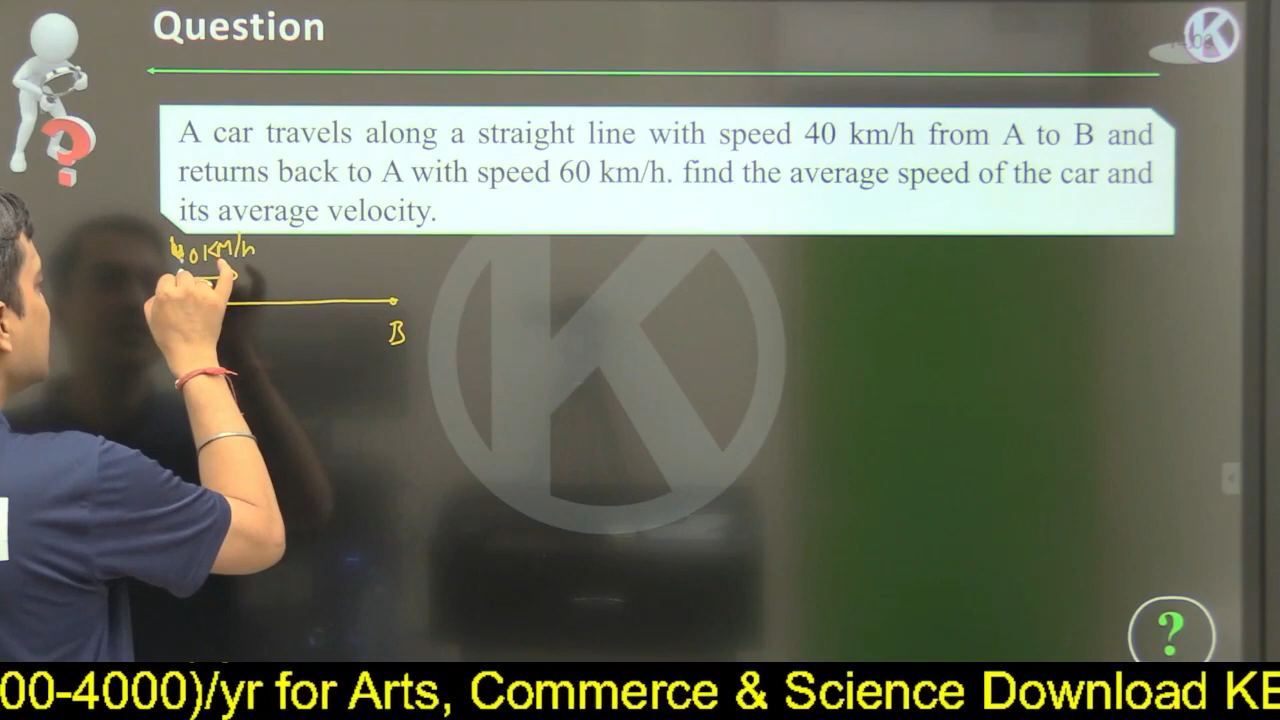 Question
A car travels along a straight line with speed 40 km/h from A to B and
returns back to A with speed 60 km/h. find the average speed of the car and
its average velocity.
40 KM/h
B
K
?
00-4000)/yr for Arts, Commerce & Science Download KE